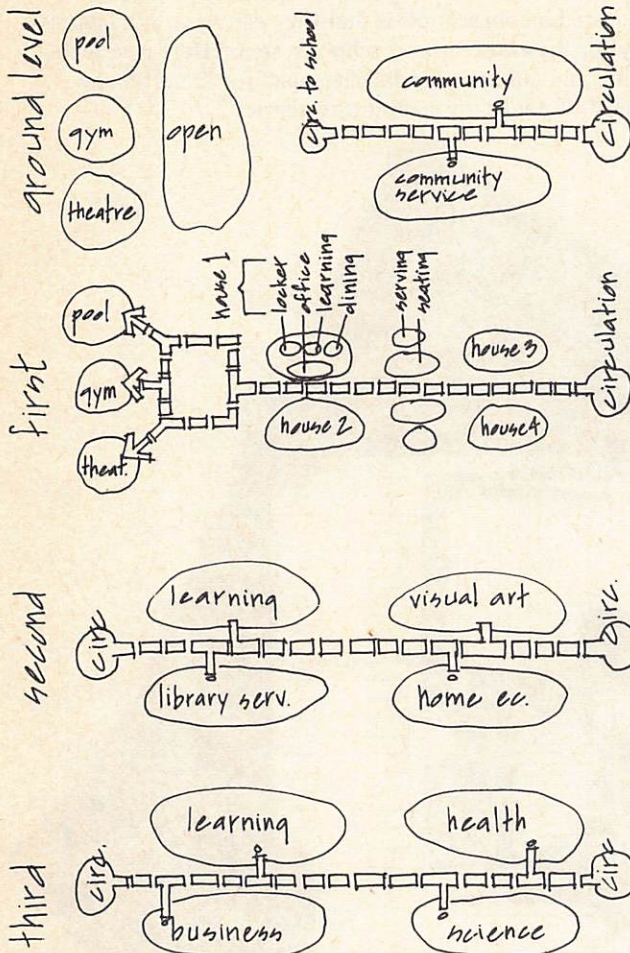 ground level
pool
gym
theatre
open
circ. to school
community
community
service
circulation
first
pool
gym
theat.
house 1
locker
office
learning
dining
house 2
serving
seating
house 3
house 4
circulation
second
circ
learning
library serv.
visual art
home ec.
circ.
third
circ.
learning
business
health
science
circ